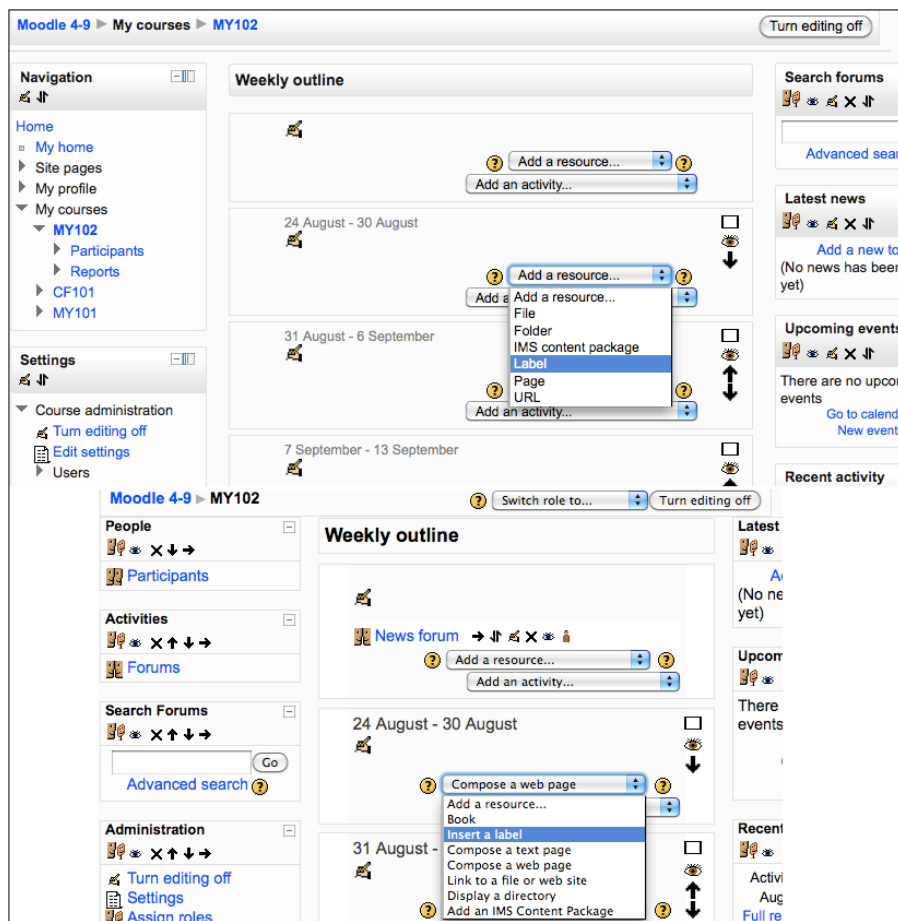 Moodle 4-9 ► My courses ► MY102
Turn editing off
Navigation
Home
My home
Site pages
My profile
My courses
MY102
Participants
Reports
CF101
MY101
Settings
Course administration
Turn editing off
Edit settings
Users
Weekly outline
Add a resource...
Add an activity...
24 August - 30 August
Add a resource...
Add a
Add a resource...
File
Folder
IMS content package
Label
Page
URL
31 August - 6 September
Add an activity...
7 September - 13 September
Search forums
Advanced sear
Latest news
Add a new to
(No news has been
yet)
Upcoming events
There are no upcor
events
Go to calend
New event
Recent activity
Moodle 4-9 ► MY102
Switch role to...
Turn editing off
People
Participants
Activities
Forums
Search Forums
Go
Advanced search
Administration
Turn editing off
Settings
Assign roles
Weekly outline
News forum
Add a resource...
Add an activity...
24 August - 30 August
Compose a web page
Add a resource...
Book
Insert a label
Compose a text page
Compose a web page
Link to a file or web site
Display a directory
Add an IMS Content Package
31 August -
Latest
(No ne
yet)
Upcom
There
events
Recent
Activi
Aug
Full re